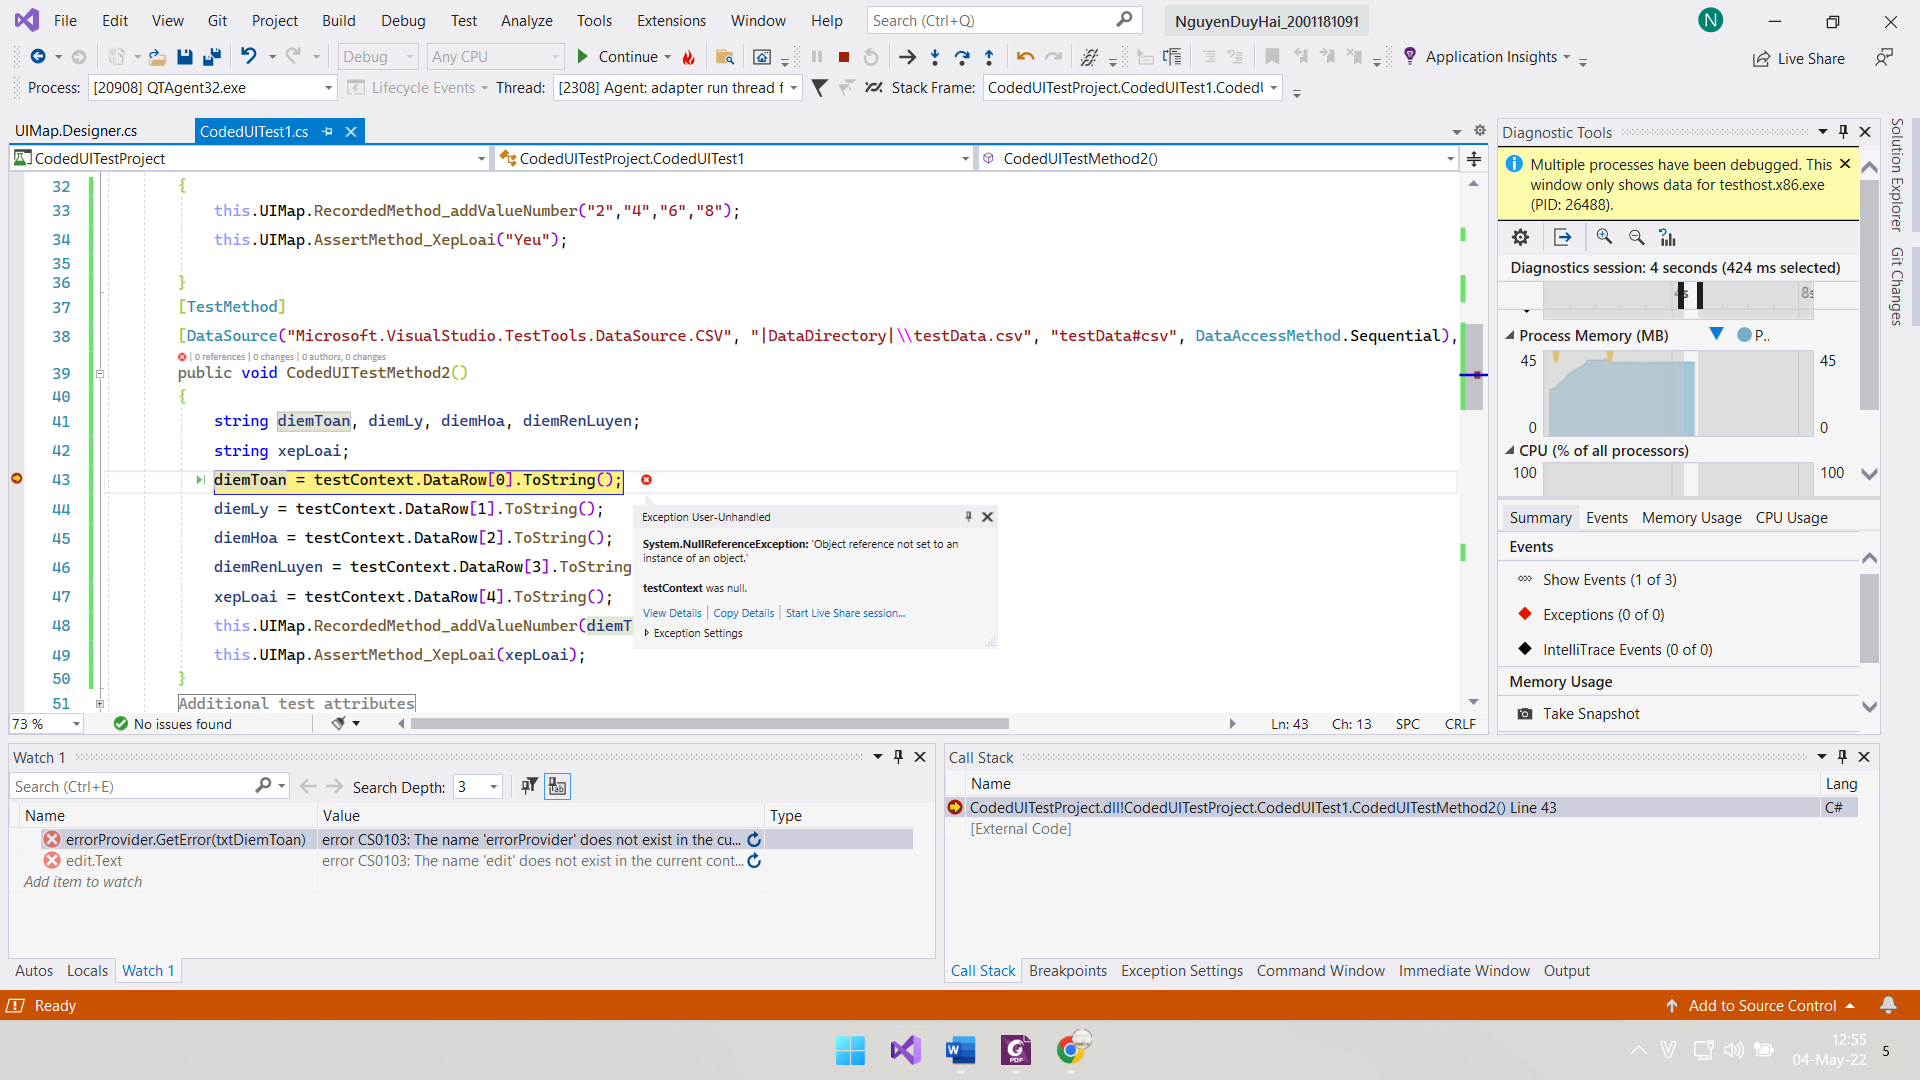 File Edit View Git Project Build Debug Test Analyze Tools Extensions Window Help Search (Ctrl+Q) NguyenDuyHai_2001181091 N
Debug Any CPU Continue Application Insights Live Share
Process: [20908] QTAgent32.exe Lifecycle Events Thread: [2308] Agent: adapter run thread f Stack Frame: CodedUITestProject.CodedUITest1.CodedU
UIMap.Designer.cs CodedUITest1.cs
CodedUITestProject CodedUITestProject.CodedUITest1 CodedUITestMethod2()
32 {
33 this.UIMap.RecordedMethod_addValueNumber("2","4","6","8");
34 this.UIMap.AssertMethod_XepLoai("Yeu");
35
36 }
37 [TestMethod]
38 [DataSource("Microsoft.VisualStudio.TestTools.DataSource.CSV", "|DataDirectory|\\testData.csv", "testData#csv", DataAccessMethod.Sequential),
0 references | 0 changes | 0 authors, 0 changes
39 public void CodedUITestMethod2()
40 {
41 string diemToan, diemLy, diemHoa, diemRenLuyen;
42 string xepLoai;
43 diemToan = testContext.DataRow[0].ToString();
44 diemLy = testContext.DataRow[1].ToString();
45 diemHoa = testContext.DataRow[2].ToString();
46 diemRenLuyen = testContext.DataRow[3].ToString
47 xepLoai = testContext.DataRow[4].ToString();
48 this.UIMap.RecordedMethod_addValueNumber(diemT
49 this.UIMap.AssertMethod_XepLoai(xepLoai);
50 }
51 Additional test attributes
Exception User-Unhandled
System.NullReferenceException: 'Object reference not set to an
instance of an object.'
testContext was null.
View Details | Copy Details | Start Live Share session...
Exception Settings
73 % No issues found Ln: 43 Ch: 13 SPC CRLF
Diagnostic Tools
Multiple processes have been debugged. This
window only shows data for testhost.x86.exe
(PID: 26488).
Diagnostics session: 4 seconds (424 ms selected)
4s 8s
Process Memory (MB) P..
45 45
0 0
CPU (% of all processors)
100 100
Summary Events Memory Usage CPU Usage
Events
Show Events (1 of 3)
Exceptions (0 of 0)
IntelliTrace Events (0 of 0)
Memory Usage
Take Snapshot
Solution Explorer
Git Changes
Watch 1
Search (Ctrl+E) Search Depth: 3
Name Value Type
errorProvider.GetError(txtDiemToan) error CS0103: The name 'errorProvider' does not exist in the cu...
edit.Text error CS0103: The name 'edit' does not exist in the current cont...
Add item to watch
Autos Locals Watch 1
Call Stack
Name Lang
CodedUITestProject.dll!CodedUITestProject.CodedUITest1.CodedUITestMethod2() Line 43 C#
[External Code]
Call Stack Breakpoints Exception Settings Command Window Immediate Window Output
Ready Add to Source Control
12:55
04-May-22 5